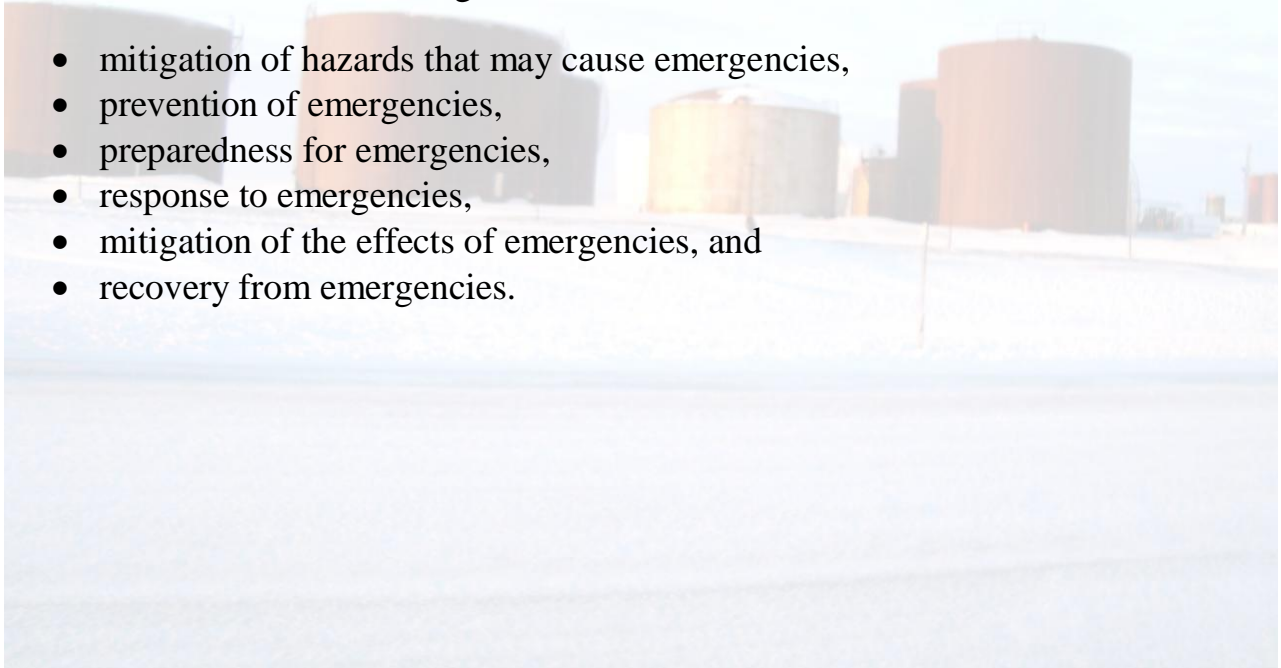 • mitigation of hazards that may cause emergencies,
• prevention of emergencies,
• preparedness for emergencies,
• response to emergencies,
• mitigation of the effects of emergencies, and
• recovery from emergencies.